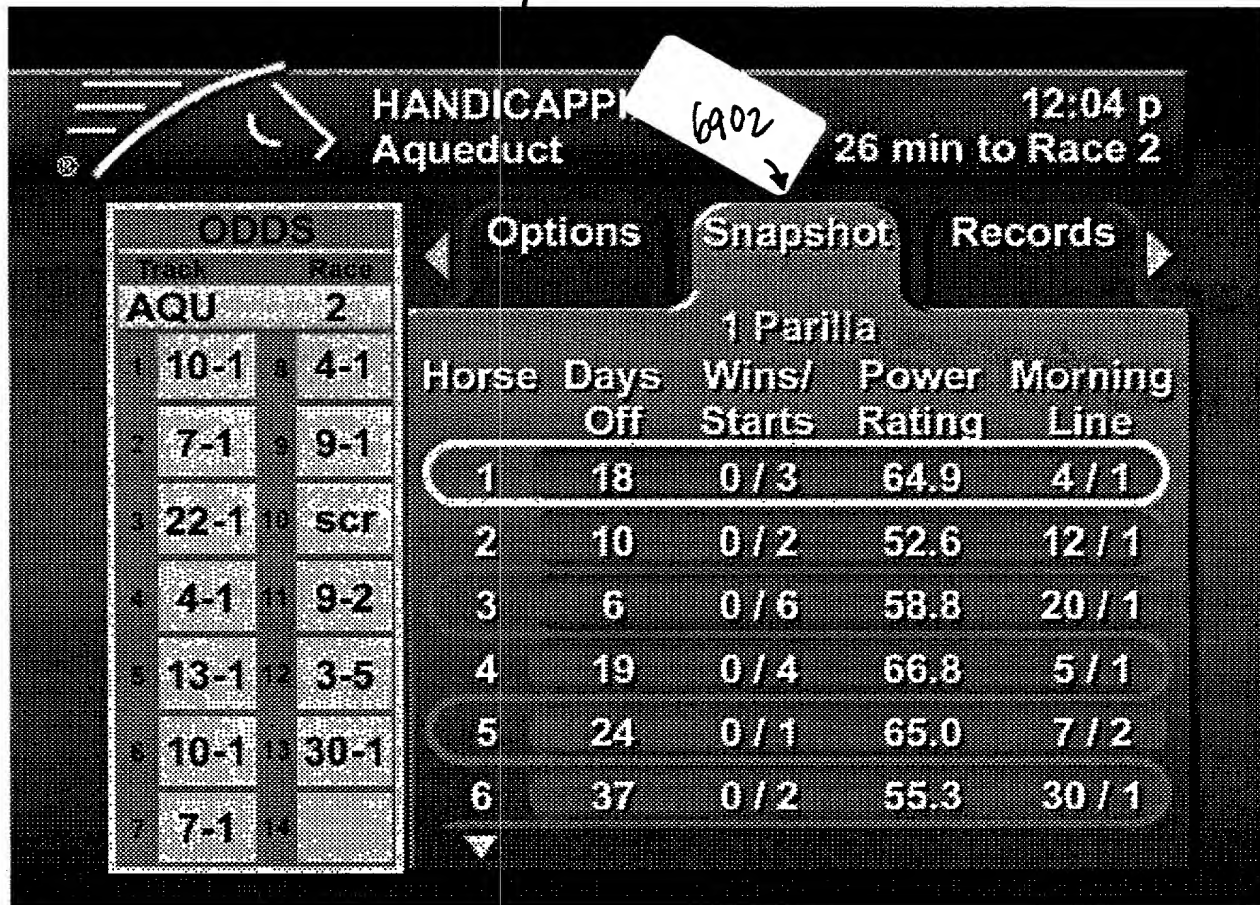 HANDICAPPI
Aqueduct
6902
12:04 p
26 min to Race 2
®
ODDS
Track Race
AQU 2
1 10-1 8 4-1
2 7-1 9 9-1
3 22-1 10 scr
4 4-1 11 9-2
5 13-1 12 3-5
6 10-1 13 30-1
7 7-1 14
Options Snapshot Records
1 Parilla
Horse Days Wins/ Power Morning
Off Starts Rating Line
1 18 0 / 3 64.9 4 / 1
2 10 0 / 2 52.6 12 / 1
3 6 0 / 6 58.8 20 / 1
4 19 0 / 4 66.8 5 / 1
5 24 0 / 1 65.0 7 / 2
6 37 0 / 2 55.3 30 / 1